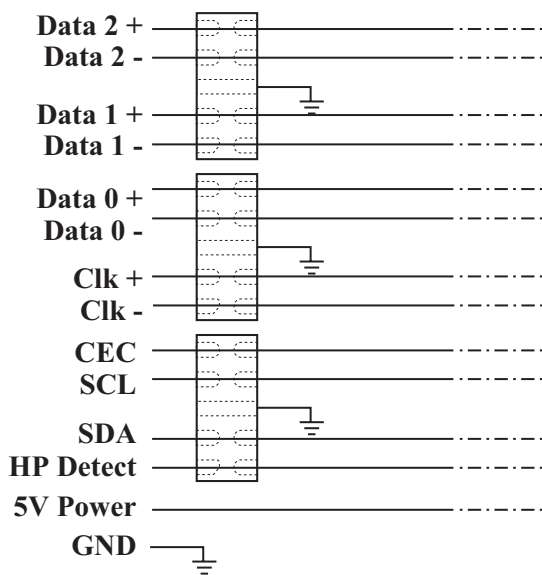 Data 2 +
Data 2 -
Data 1 +
Data 1 -
Data 0 +
Data 0 -
Clk +
Clk -
CEC
SCL
SDA
HP Detect
5V Power
GND